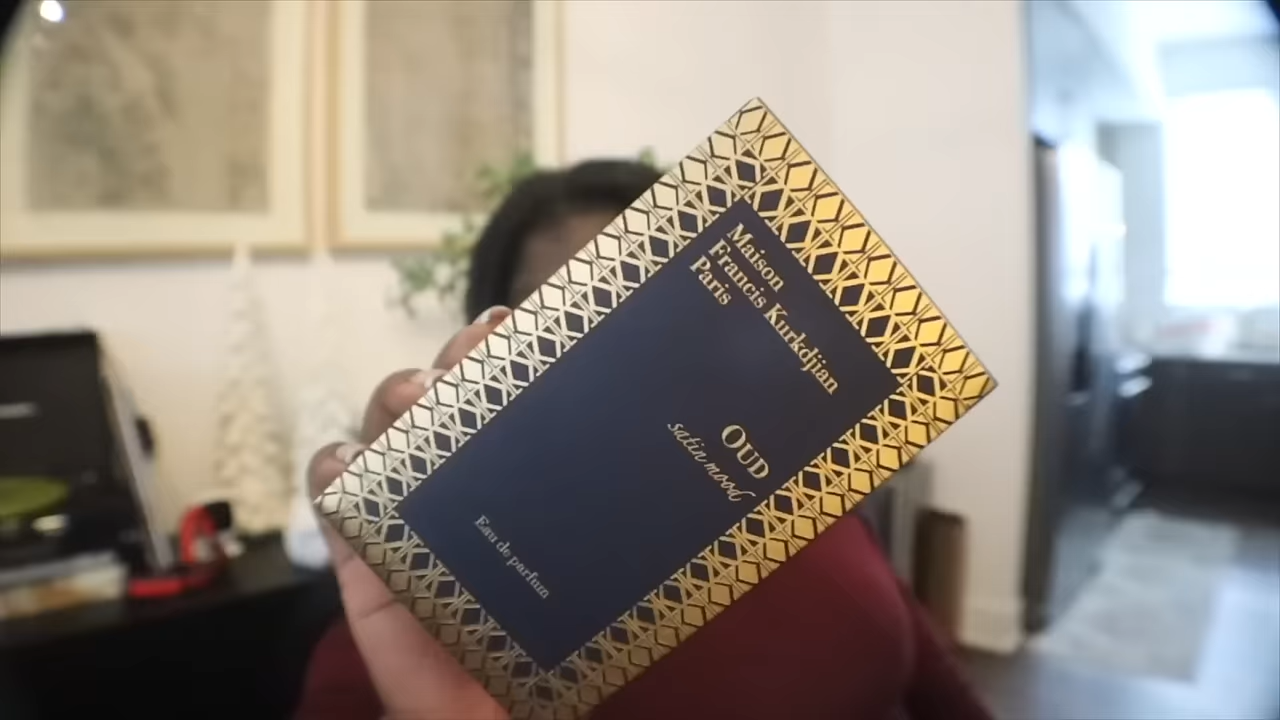 Maison
Francis Kurkdjian
Paris
OUD
satin mood
Eau de parfum